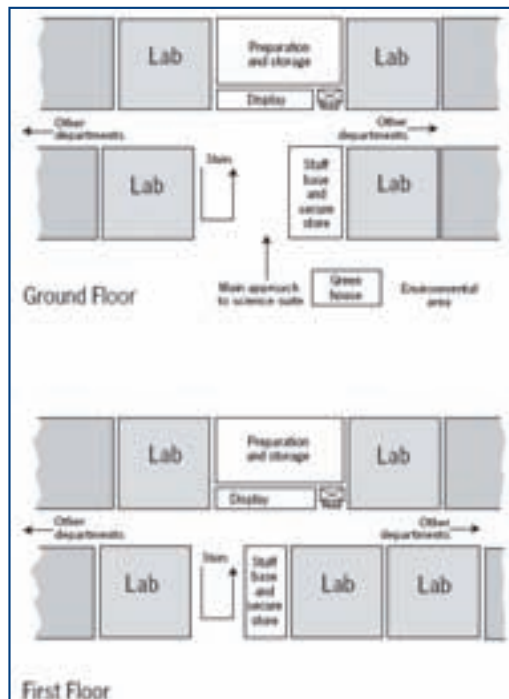 Lab
Preparation
and storage
Lab
Display
Other
departments
Other
departments
Lab
Stairs
Staff
base
and
secure
store
Lab
Ground Floor
Main approach
to science suite
Green
house
Environmental
area
Lab
Preparation
and storage
Lab
Display
Other
departments
Other
departments
Lab
Stairs
Staff
base
and
secure
store
Lab
Lab
First Floor